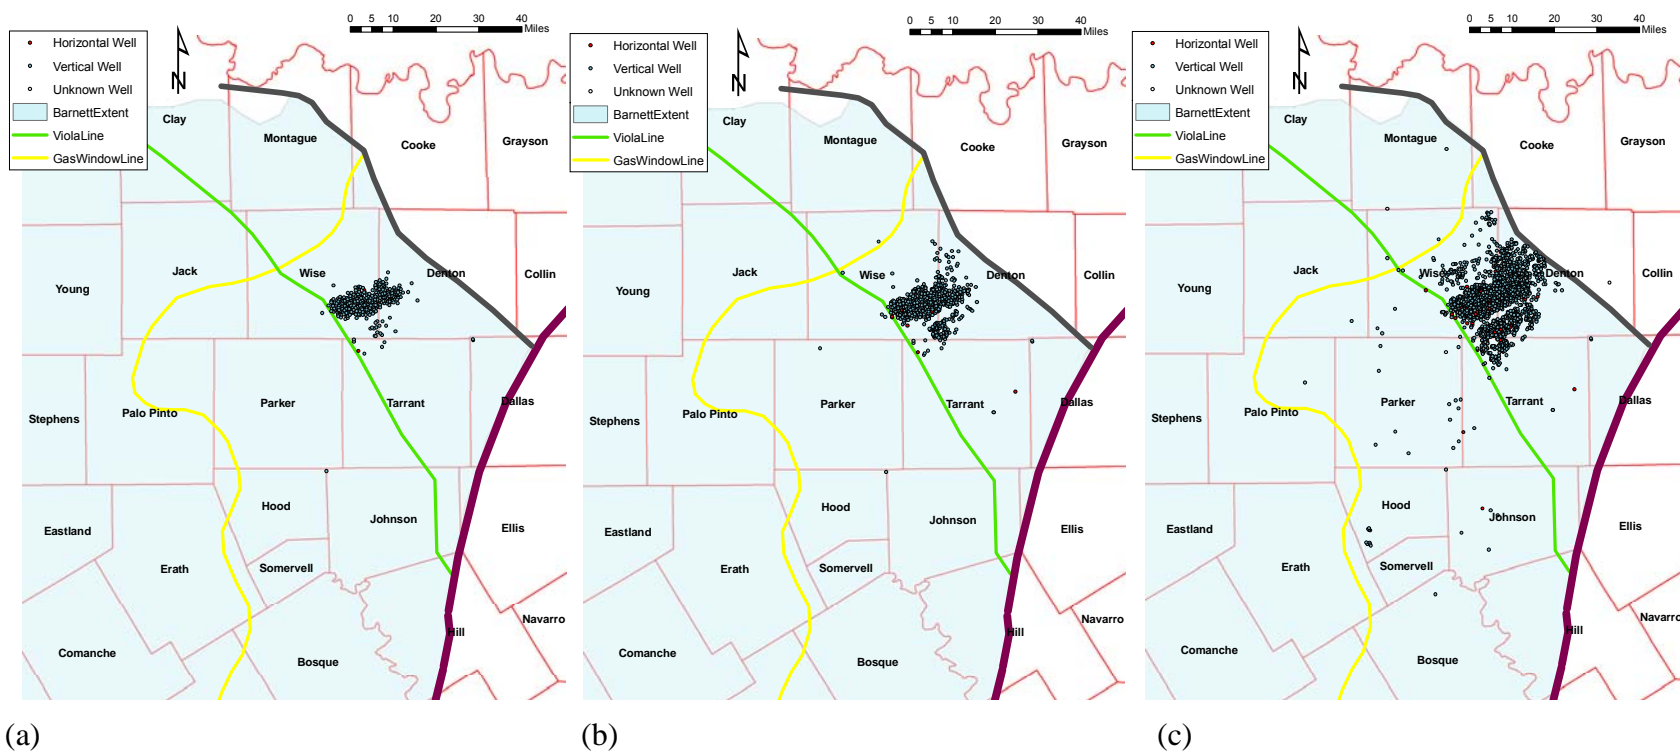 0 5 10 20 30 40
Miles
Horizontal Well
Vertical Well
Unknown Well
BarnettExtent
ViolaLine
GasWindowLine
N
Clay
Montague
Cooke
Grayson
Young
Jack
Wise
Denton
Collin
Stephens
Palo Pinto
Parker
Tarrant
Dallas
Eastland
Hood
Johnson
Ellis
Erath
Somervell
Comanche
Bosque
Hill
Navarro
(a)
0 5 10 20 30 40
Miles
Horizontal Well
Vertical Well
Unknown Well
BarnettExtent
ViolaLine
GasWindowLine
N
Clay
Montague
Cooke
Grayson
Young
Jack
Wise
Denton
Collin
Stephens
Palo Pinto
Parker
Tarrant
Dallas
Eastland
Hood
Johnson
Ellis
Erath
Somervell
Comanche
Bosque
Hill
Navarro
(b)
0 5 10 20 30 40
Miles
Horizontal Well
Vertical Well
Unknown Well
BarnettExtent
ViolaLine
GasWindowLine
N
Clay
Montague
Cooke
Grayson
Young
Jack
Wise
Denton
Collin
Stephens
Palo Pinto
Parker
Tarrant
Dallas
Eastland
Hood
Johnson
Ellis
Erath
Somervell
Comanche
Bosque
Hill
Navarro
(c)